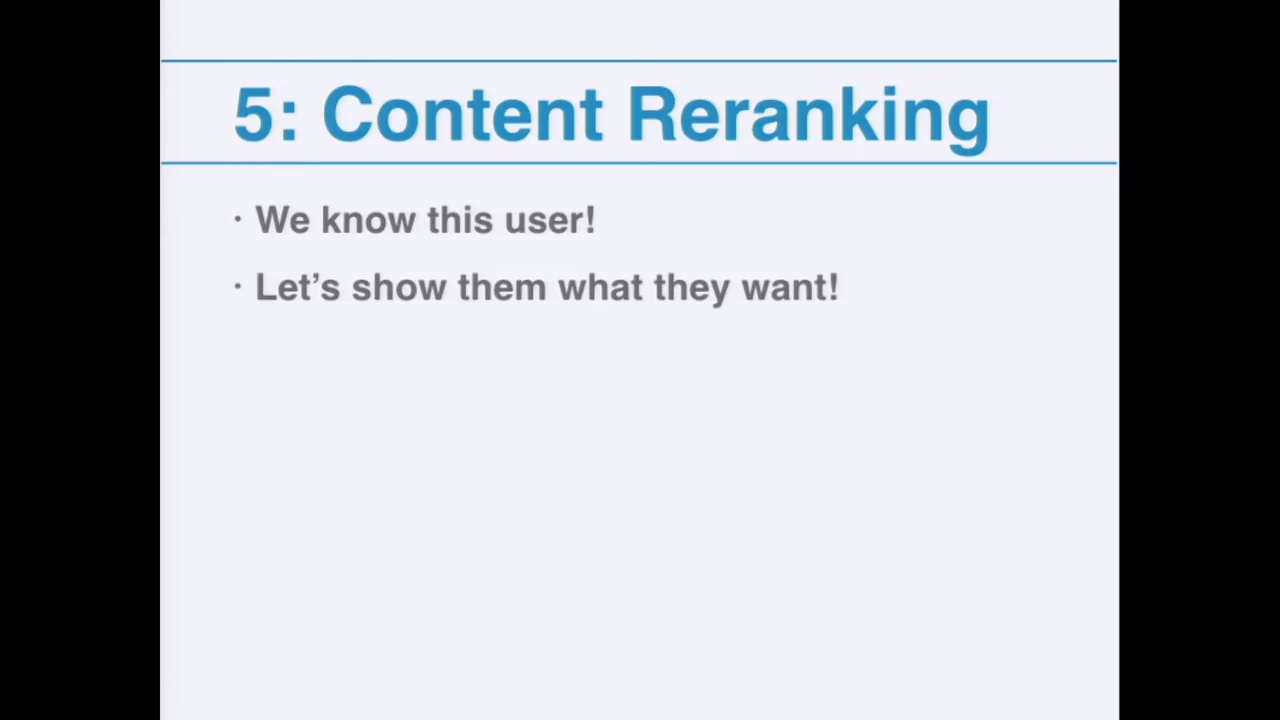 5: Content Reranking
· We know this user!
· Let’s show them what they want!